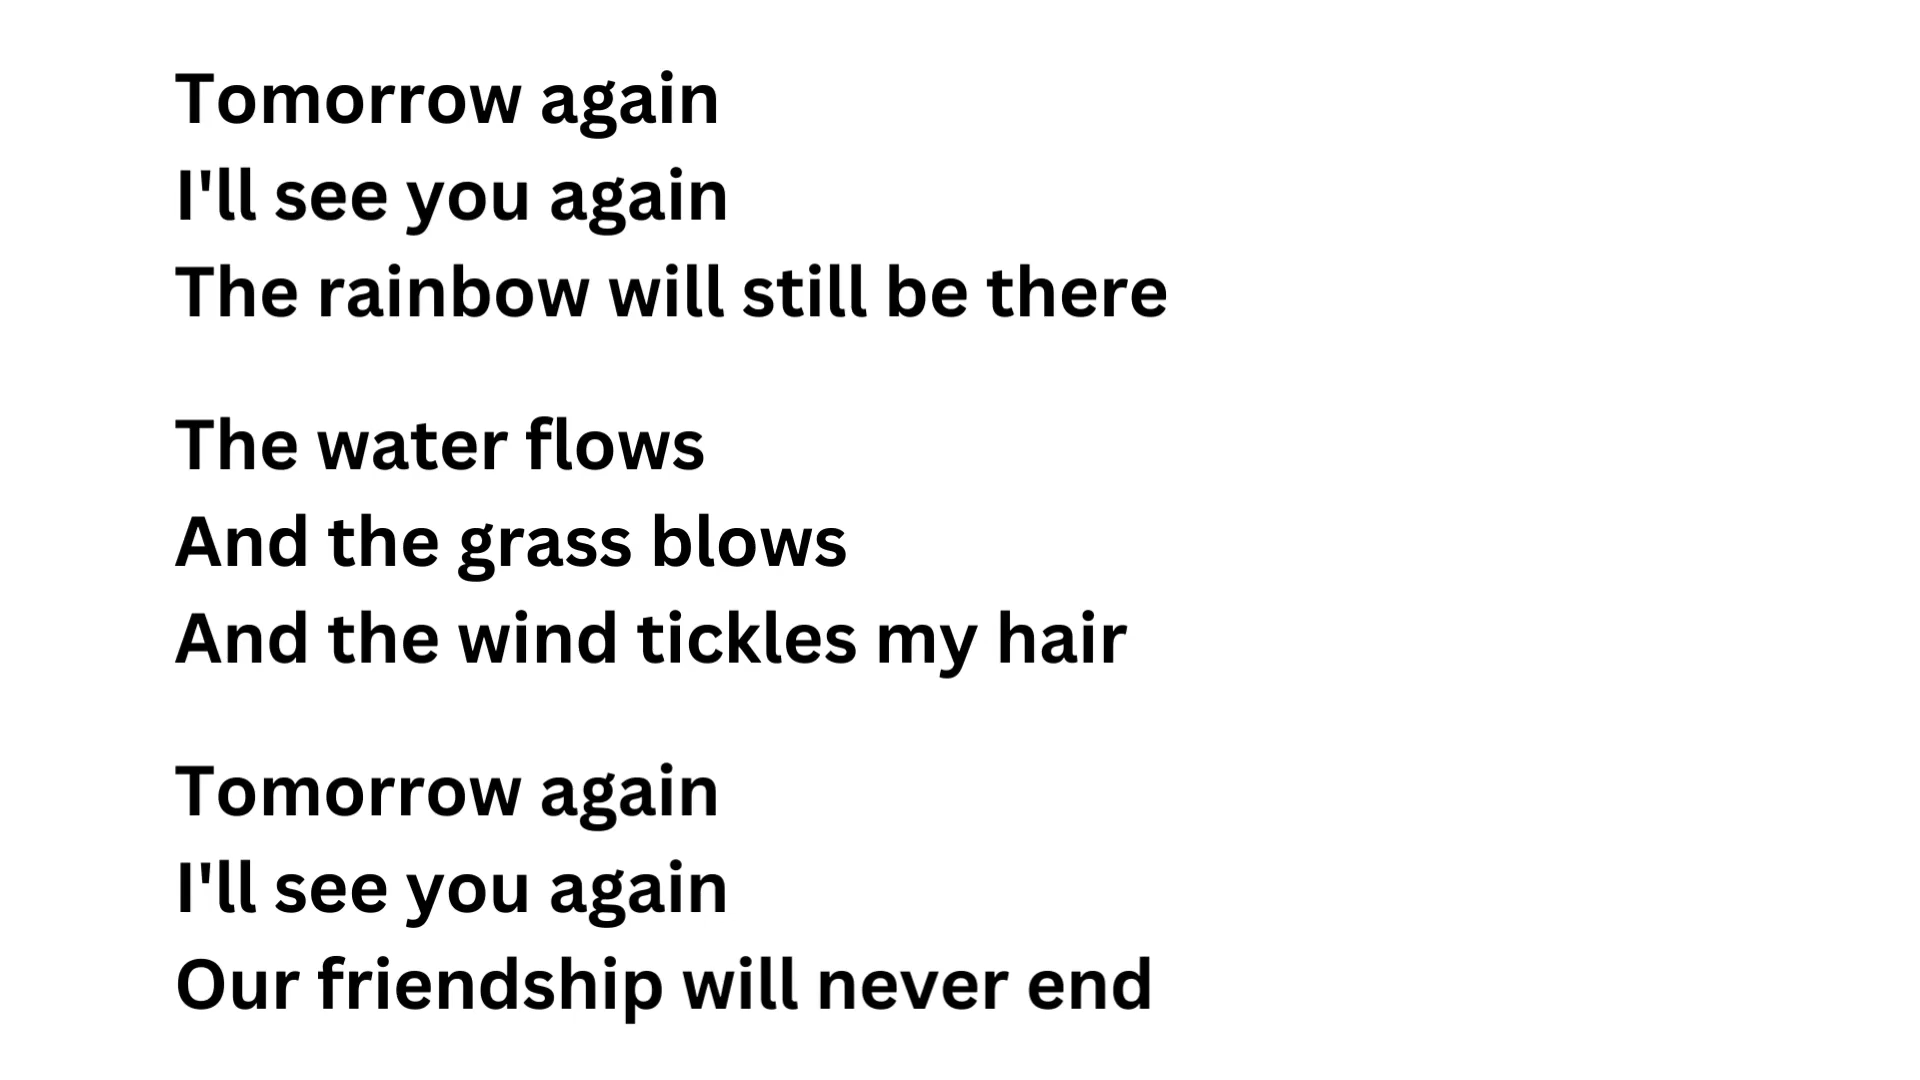 Tomorrow again
I'll see you again
The rainbow will still be there
The water flows
And the grass blows
And the wind tickles my hair
Tomorrow again
I'll see you again
Our friendship will never end